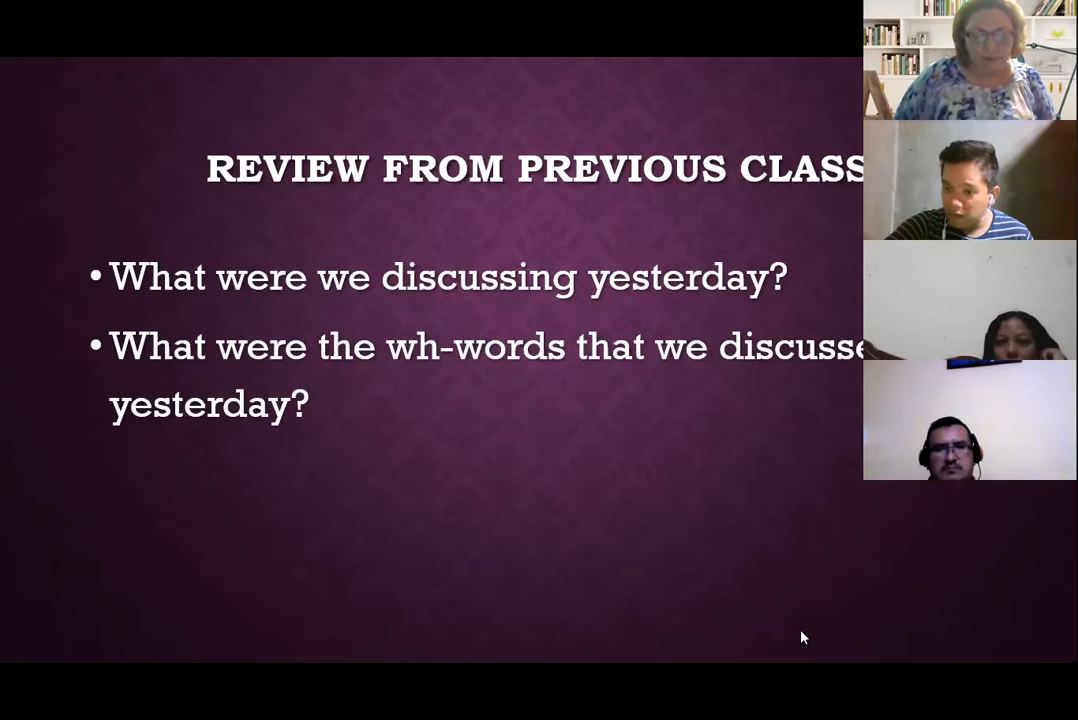 REVIEW FROM PREVIOUS CLASS
• What were we discussing yesterday?
• What were the wh-words that we discusse
yesterday?